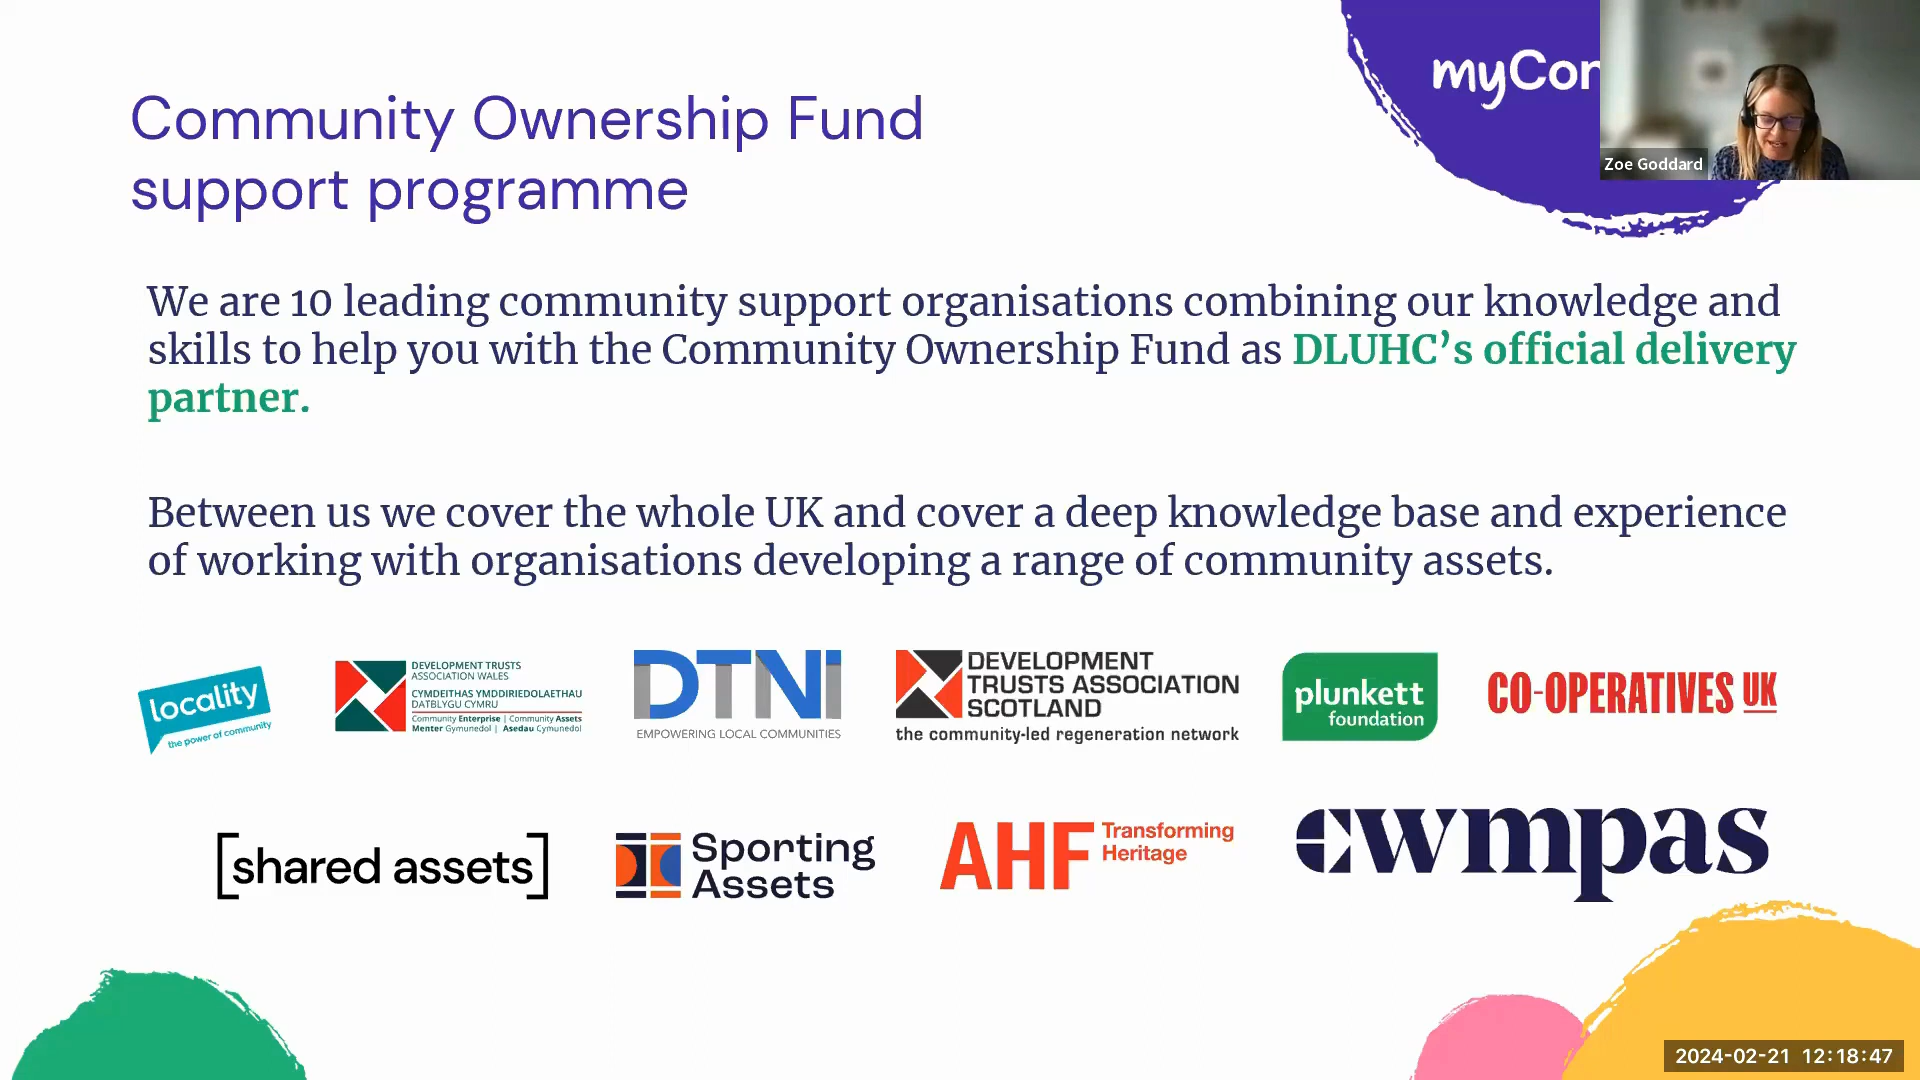 myCon
Zoe Goddard
Community Ownership Fund
support programme
We are 10 leading community support organisations combining our knowledge and
skills to help you with the Community Ownership Fund as DLUHC’s official delivery
partner.
Between us we cover the whole UK and cover a deep knowledge base and experience
of working with organisations developing a range of community assets.
locality
the power of community
DEVELOPMENT TRUSTS
ASSOCIATION WALES
CYMDEITHAS YMDDIRIEDOLAETHAU
DATBLYGU CYMRU
Community Enterprise | Community Assets
Menter Gymunedol | Asedau Cymunedol
DTNi
EMPOWERING LOCAL COMMUNITIES
DEVELOPMENT
TRUSTS ASSOCIATION
SCOTLAND
the community-led regeneration network
plunkett
foundation
CO-OPERATIVES UK
[shared assets]
Sporting
Assets
AHF Transforming
Heritage
cwmpas
2024-02-21 12:18:47